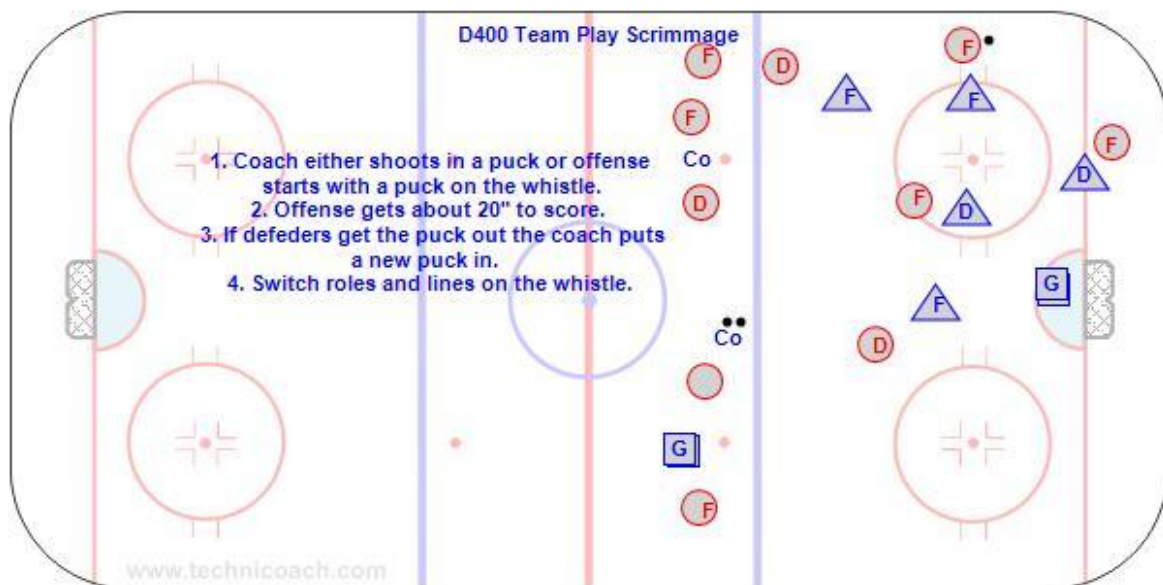 D400 Team Play Scrimmage
F
F
D
F
F
F
F
Co
F
D
D
D
F
D
1. Coach either shoots in a puck or offense
starts with a puck on the whistle.
2. Offense gets about 20" to score.
3. If defeders get the puck out the coach puts
a new puck in.
4. Switch roles and lines on the whistle.
G
F
Co
D
G
F
www.technicoach.com